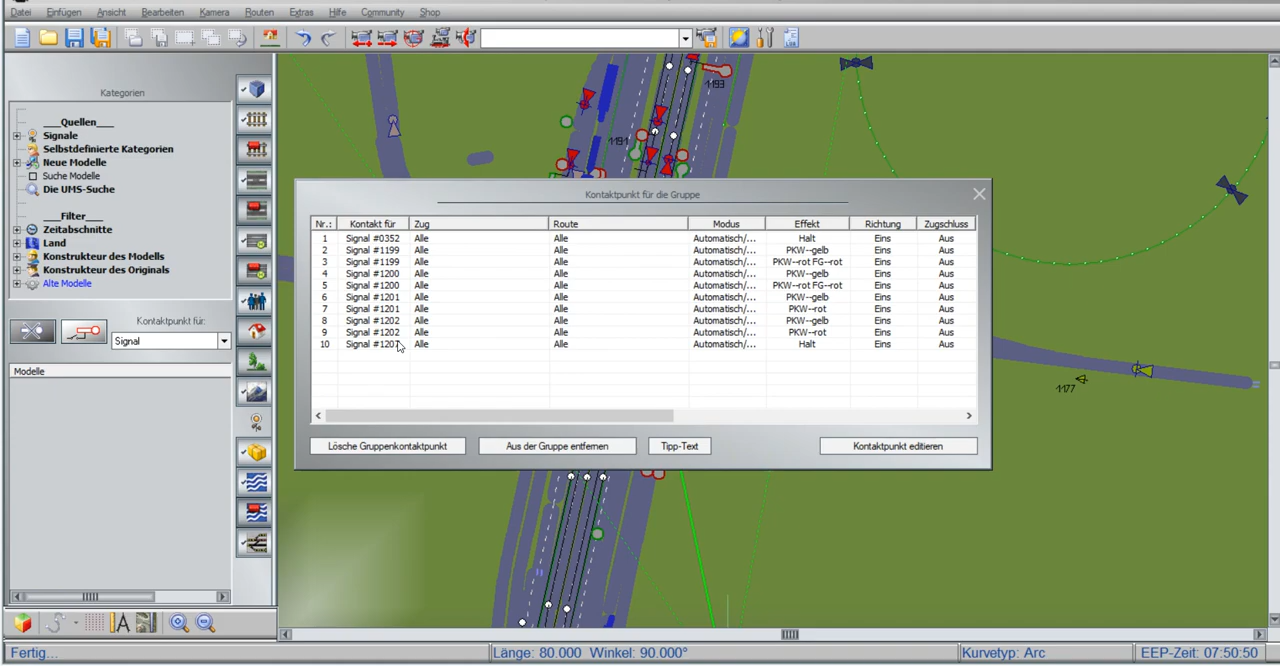 Datei Einfügen Ansicht Bearbeiten Kamera Routen Extras Hilfe Community Shop
Kategorien
___Quellen___
Signale
Selbstdefinierte Kategorien
Neue Modelle
Suche Modelle
Die UMS-Suche
___Filter___
Zeitabschnitte
Land
Konstrukteure des Modells
Konstrukteure des Originals
Alte Modelle
Kontaktpunkt für:
Signal
Modelle
1193
1191
1177
Kontaktpunkt für die Gruppe
Nr.: Kontakt für Zug Route Modus Effekt Richtung Zugschluss
1 Signal #0352 Alle Alle Automatisch/... Halt Eins Aus
2 Signal #1199 Alle Alle Automatisch/... PKW--gelb Eins Aus
3 Signal #1199 Alle Alle Automatisch/... PKW--rot FG--rot Eins Aus
4 Signal #1200 Alle Alle Automatisch/... PKW--gelb Eins Aus
5 Signal #1200 Alle Alle Automatisch/... PKW--rot FG--rot Eins Aus
6 Signal #1201 Alle Alle Automatisch/... PKW--gelb Eins Aus
7 Signal #1201 Alle Alle Automatisch/... PKW--rot Eins Aus
8 Signal #1202 Alle Alle Automatisch/... PKW--gelb Eins Aus
9 Signal #1202 Alle Alle Automatisch/... PKW--rot Eins Aus
10 Signal #1207 Alle Alle Automatisch/... Halt Eins Aus
Lösche Gruppenkontaktpunkt Aus der Gruppe entfernen Tipp-Text Kontaktpunkt editieren
Fertig... Länge: 80.000 Winkel: 90.000° Kurvetyp: Arc EEP-Zeit: 07:50:50